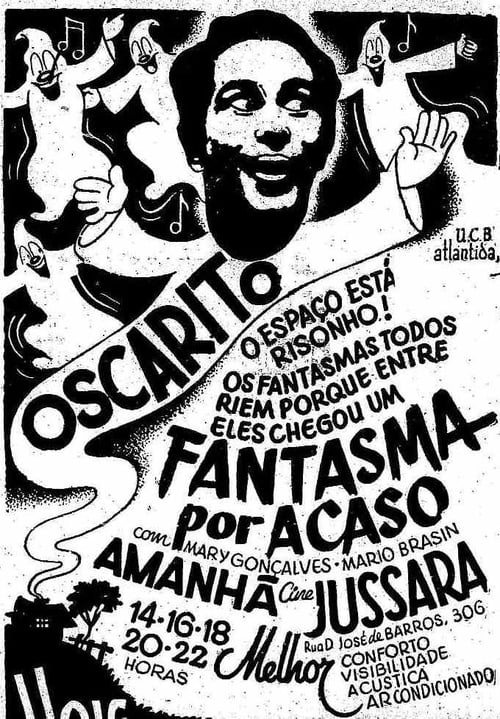 U.C.B.
atlantida,
OSCARITO
O ESPAÇO ESTÁ
RISONHO!
OS FANTASMAS TODOS
RIEM PORQUE ENTRE
ELES CHEGOU UM
FANTASMA
por ACASO
com MARY GONÇALVES - MARIO BRASIN
AMANHÃ Cine JUSSARA
Rua D. JOSÉ de BARROS, 306
14-16-18
20-22
HORAS
Melhor
CONFORTO
VISIBILIDADE
ACUSTICA
AR CONDICIONADO